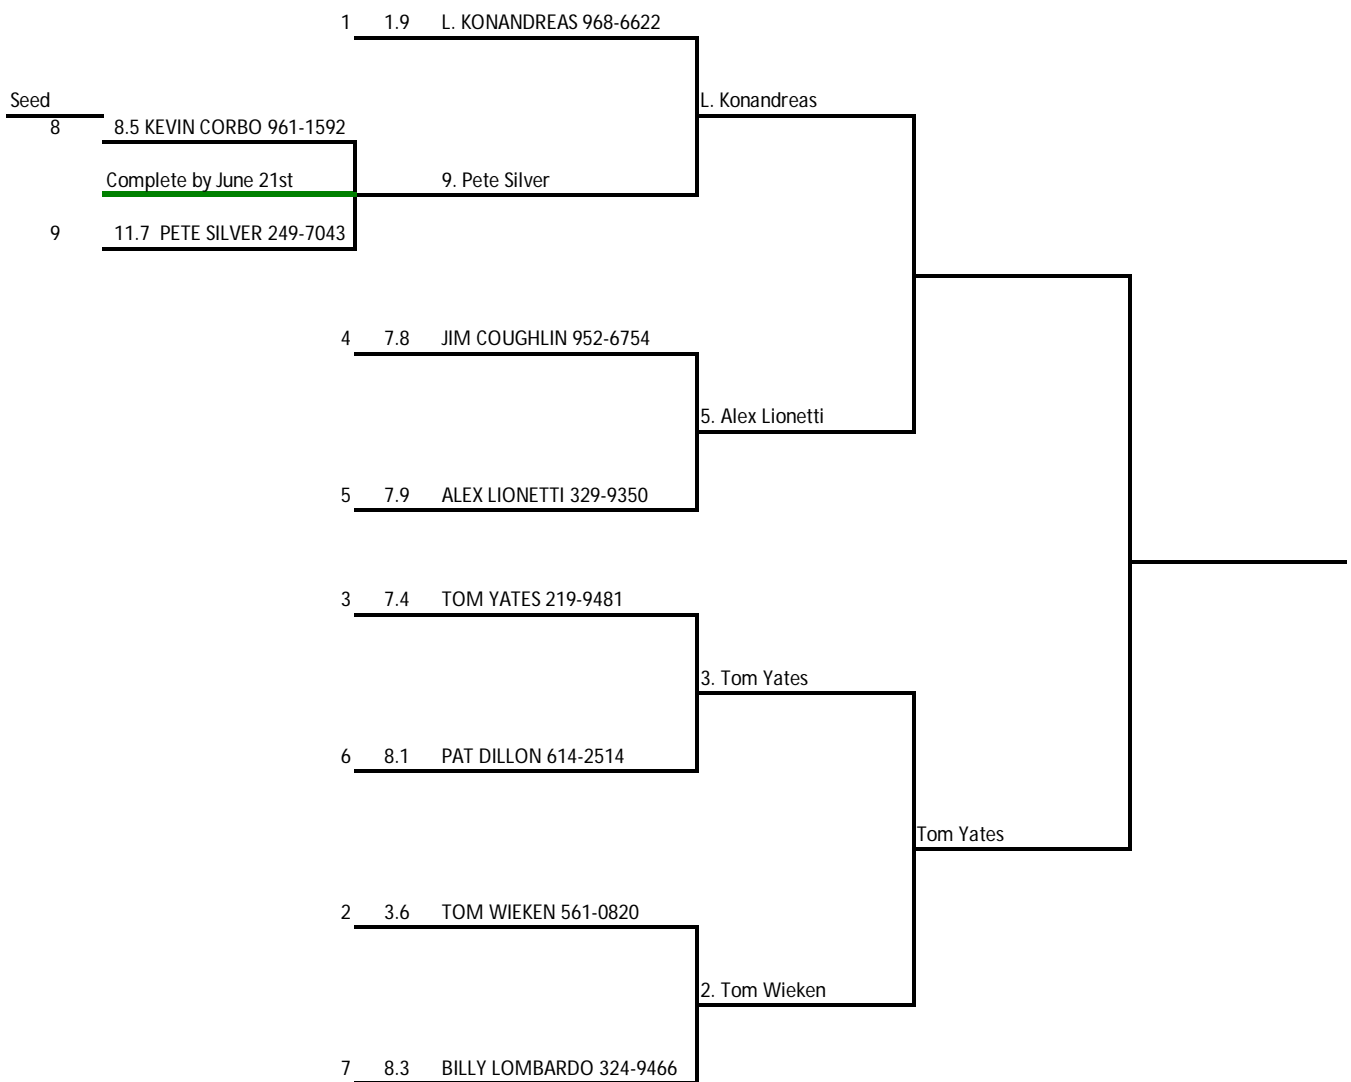 1 1.9 L. KONANDREAS 968-6622
Seed
L. Konandreas
8 8.5 KEVIN CORBO 961-1592
Complete by June 21st
9. Pete Silver
9 11.7 PETE SILVER 249-7043
4 7.8 JIM COUGHLIN 952-6754
5. Alex Lionetti
5 7.9 ALEX LIONETTI 329-9350
3 7.4 TOM YATES 219-9481
3. Tom Yates
6 8.1 PAT DILLON 614-2514
Tom Yates
2 3.6 TOM WIEKEN 561-0820
2. Tom Wieken
7 8.3 BILLY LOMBARDO 324-9466